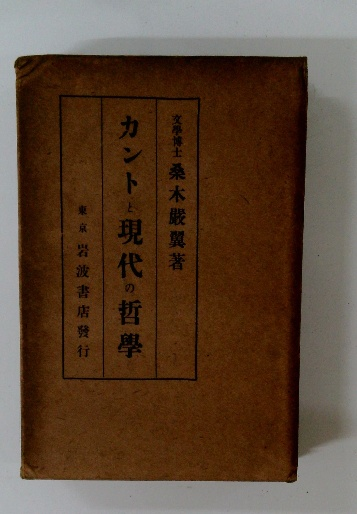 文學博士 桑木嚴翼著
カントと現代の哲學
東京 岩波書店發行